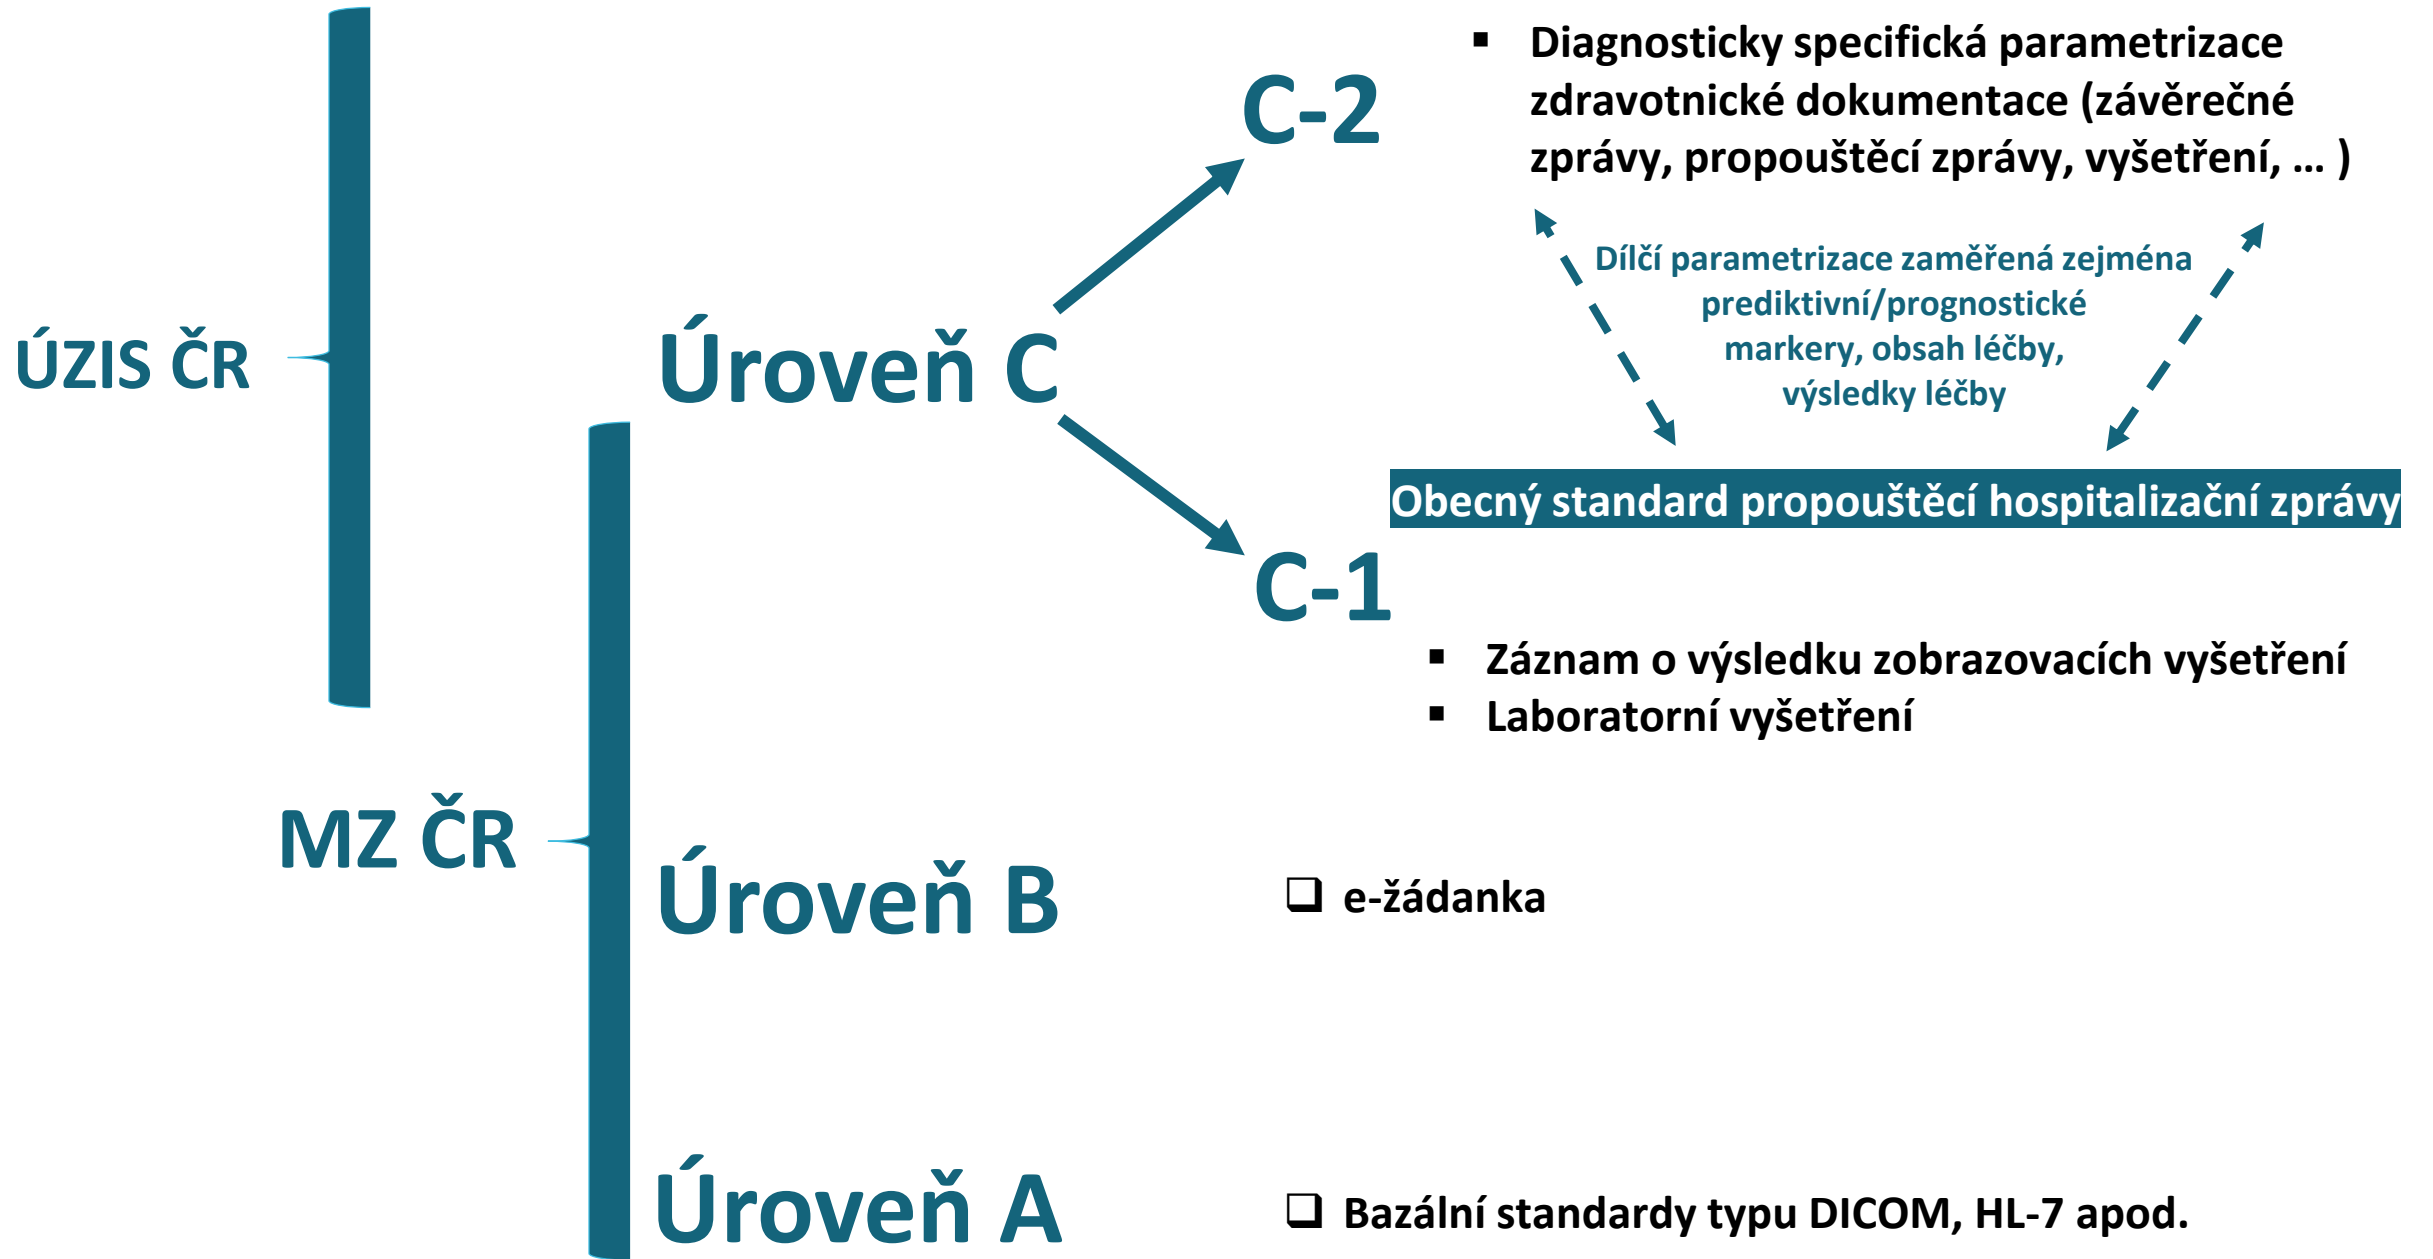 Diagnosticky specifická parametrizace
zdravotnické dokumentace (závěrečné
zprávy, propouštěcí zprávy, vyšetření, … )
C-2
Dílčí parametrizace zaměřená zejména
prediktivní/prognostické
markery, obsah léčby,
výsledky léčby
ÚZIS ČR
Úroveň C
Obecný standard propouštěcí hospitalizační zprávy
C-1
Záznam o výsledku zobrazovacích vyšetření
Laboratorní vyšetření
MZ ČR
Úroveň B
e-žádanka
Úroveň A
Bazální standardy typu DICOM, HL-7 apod.